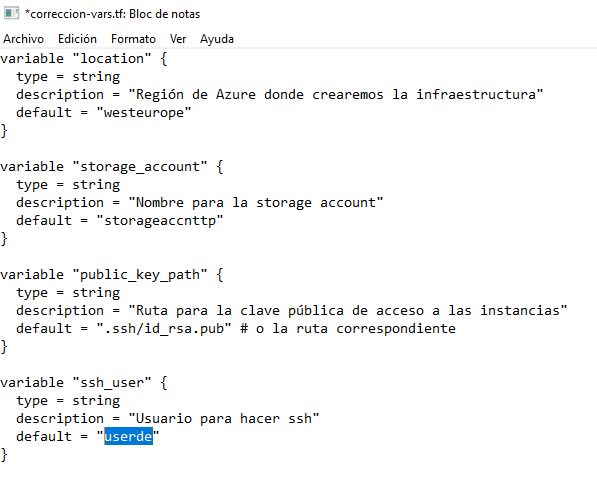 *correccion-vars.tf: Bloc de notas
Archivo Edición Formato Ver Ayuda
variable "location" {
  type = string
  description = "Región de Azure donde crearemos la infraestructura"
  default = "westeurope"
}

variable "storage_account" {
  type = string
  description = "Nombre para la storage account"
  default = "storageaccnttp"
}

variable "public_key_path" {
  type = string
  description = "Ruta para la clave pública de acceso a las instancias"
  default = ".ssh/id_rsa.pub" # o la ruta correspondiente
}

variable "ssh_user" {
  type = string
  description = "Usuario para hacer ssh"
  default = "userde"
}